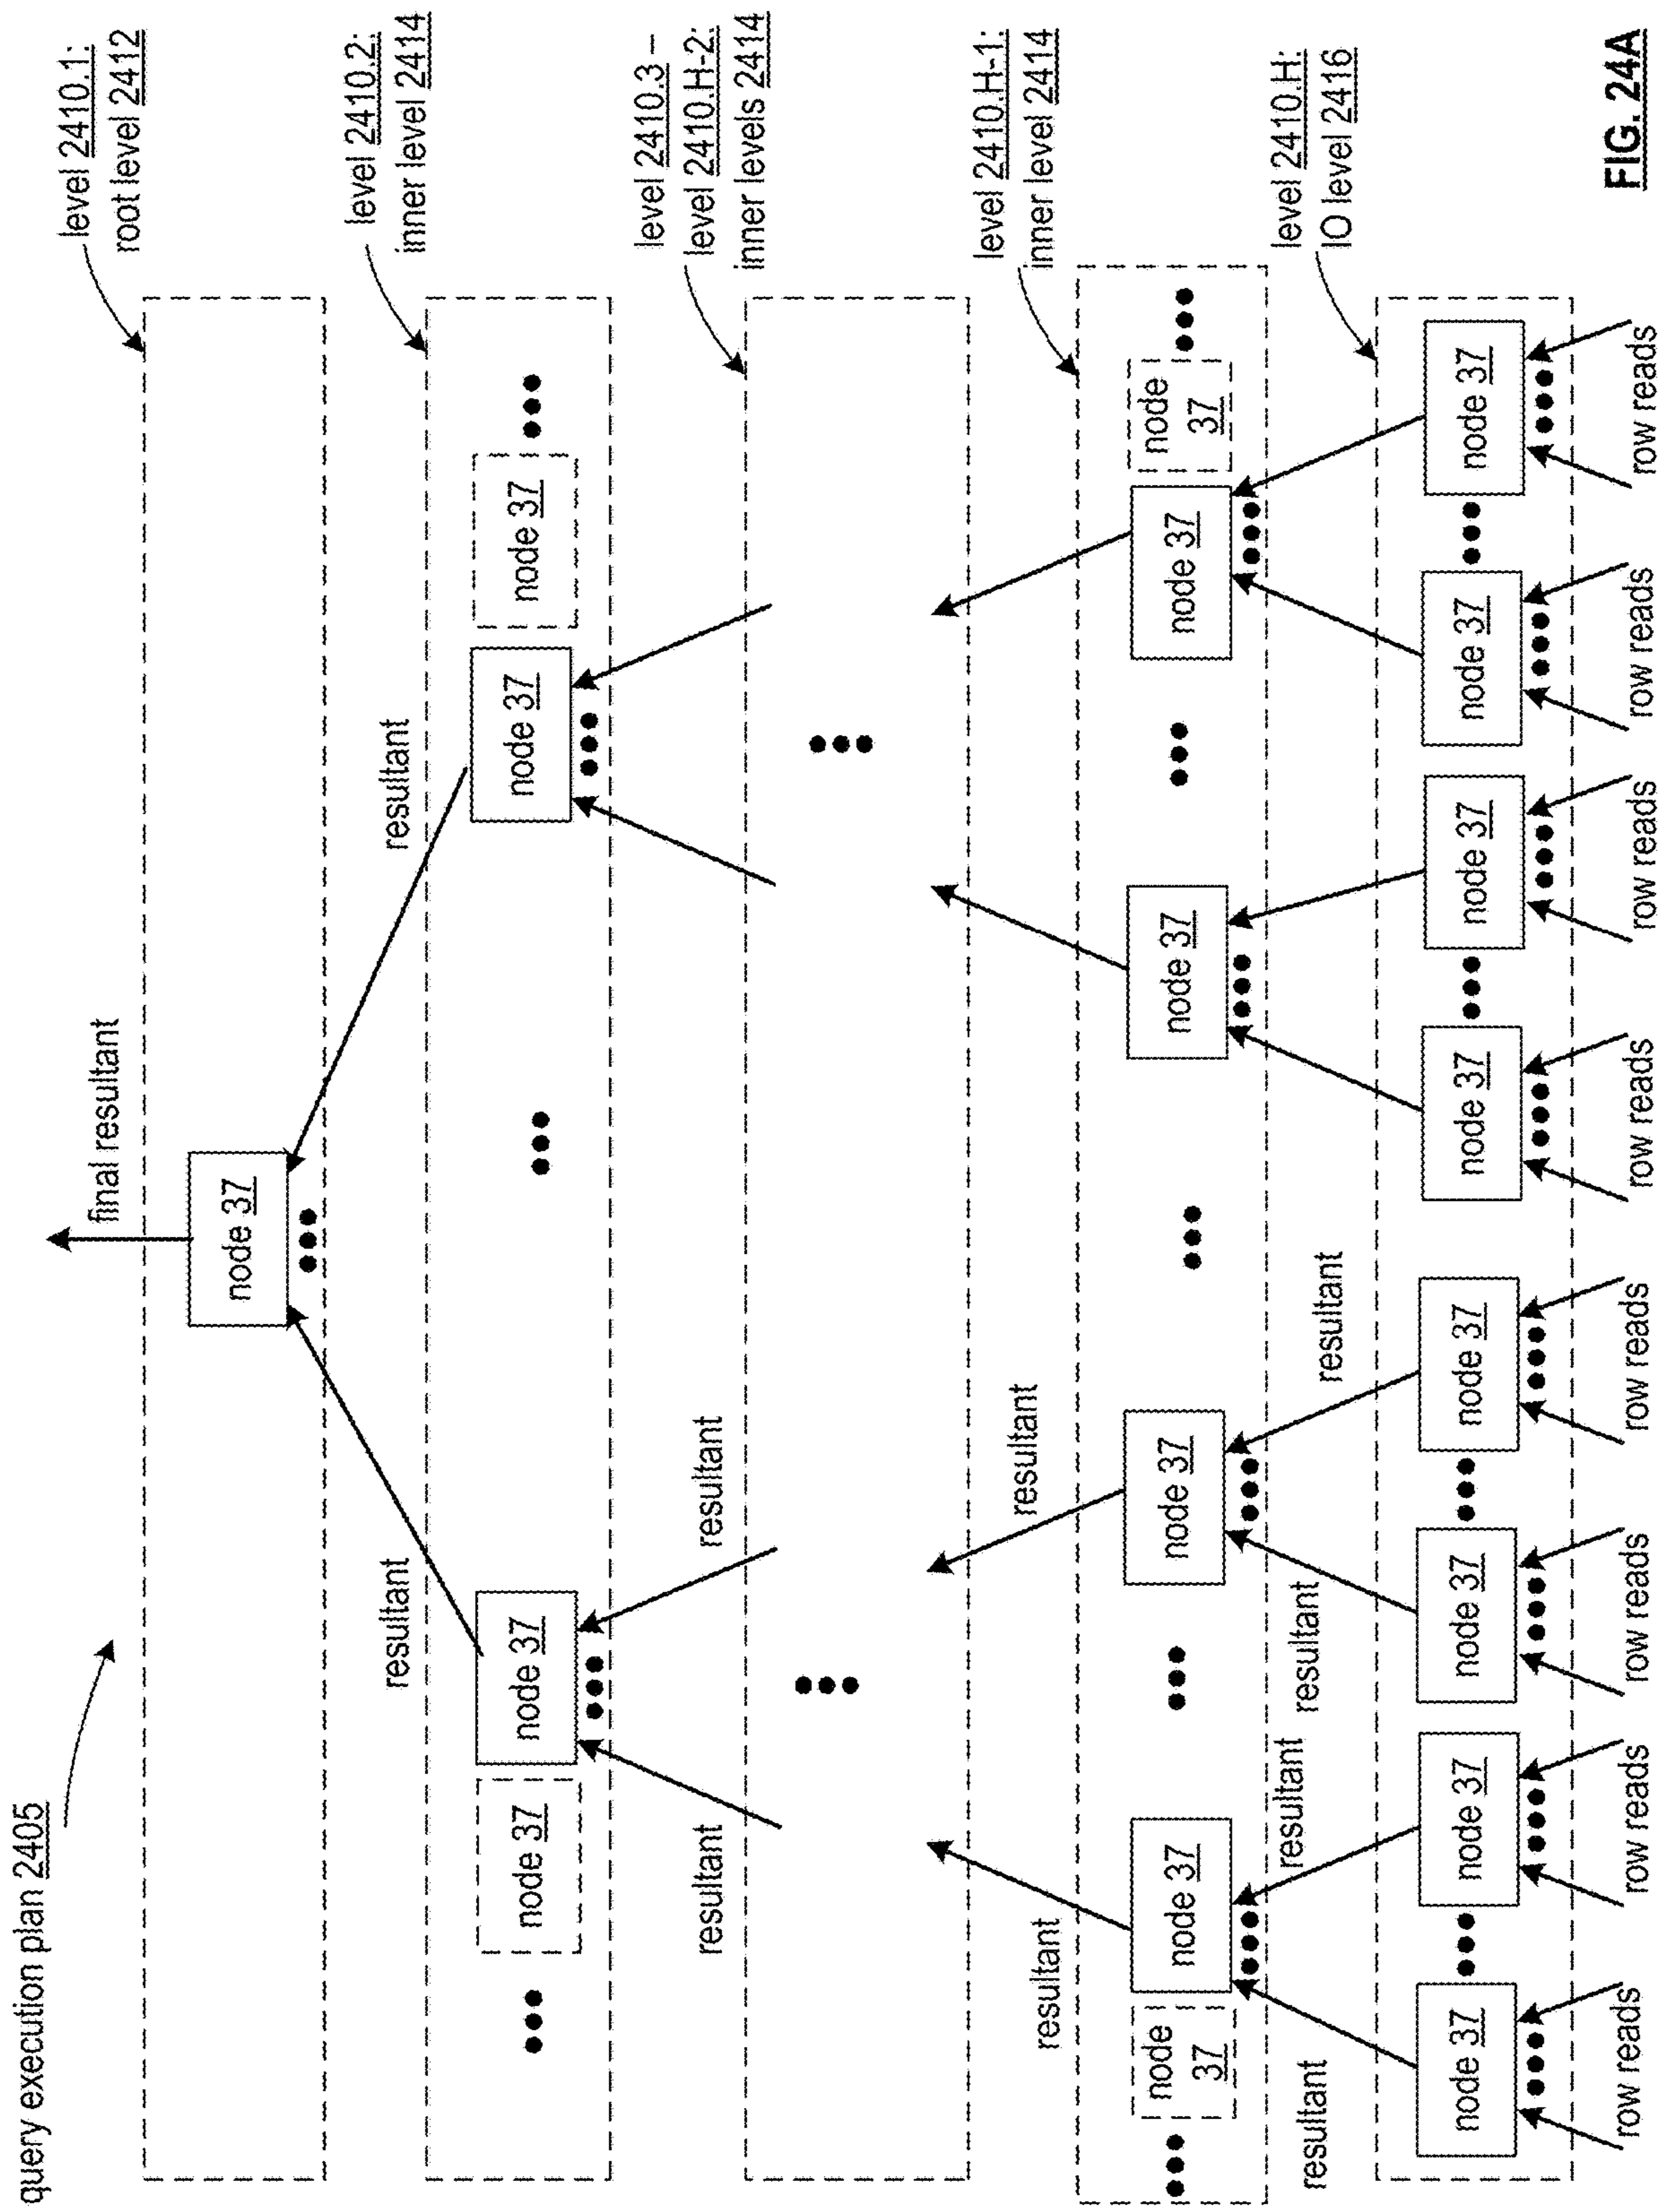 query execution plan 2405
final resultant
level 2410.1:
root level 2412
node 37
resultant
resultant
level 2410.2:
inner level 2414
node 37
node 37
node 37
node 37
resultant
resultant
level 2410.3 –
level 2410.H-2:
inner levels 2414
resultant
resultant
level 2410.H-1:
inner level 2414
node
37
node 37
node 37
node 37
node 37
node
37
resultant
resultant
resultant
resultant
level 2410.H:
IO level 2416
node 37
node 37
node 37
node 37
node 37
node 37
node 37
node 37
row reads
row reads
row reads
row reads
row reads
row reads
row reads
row reads
FIG. 24A